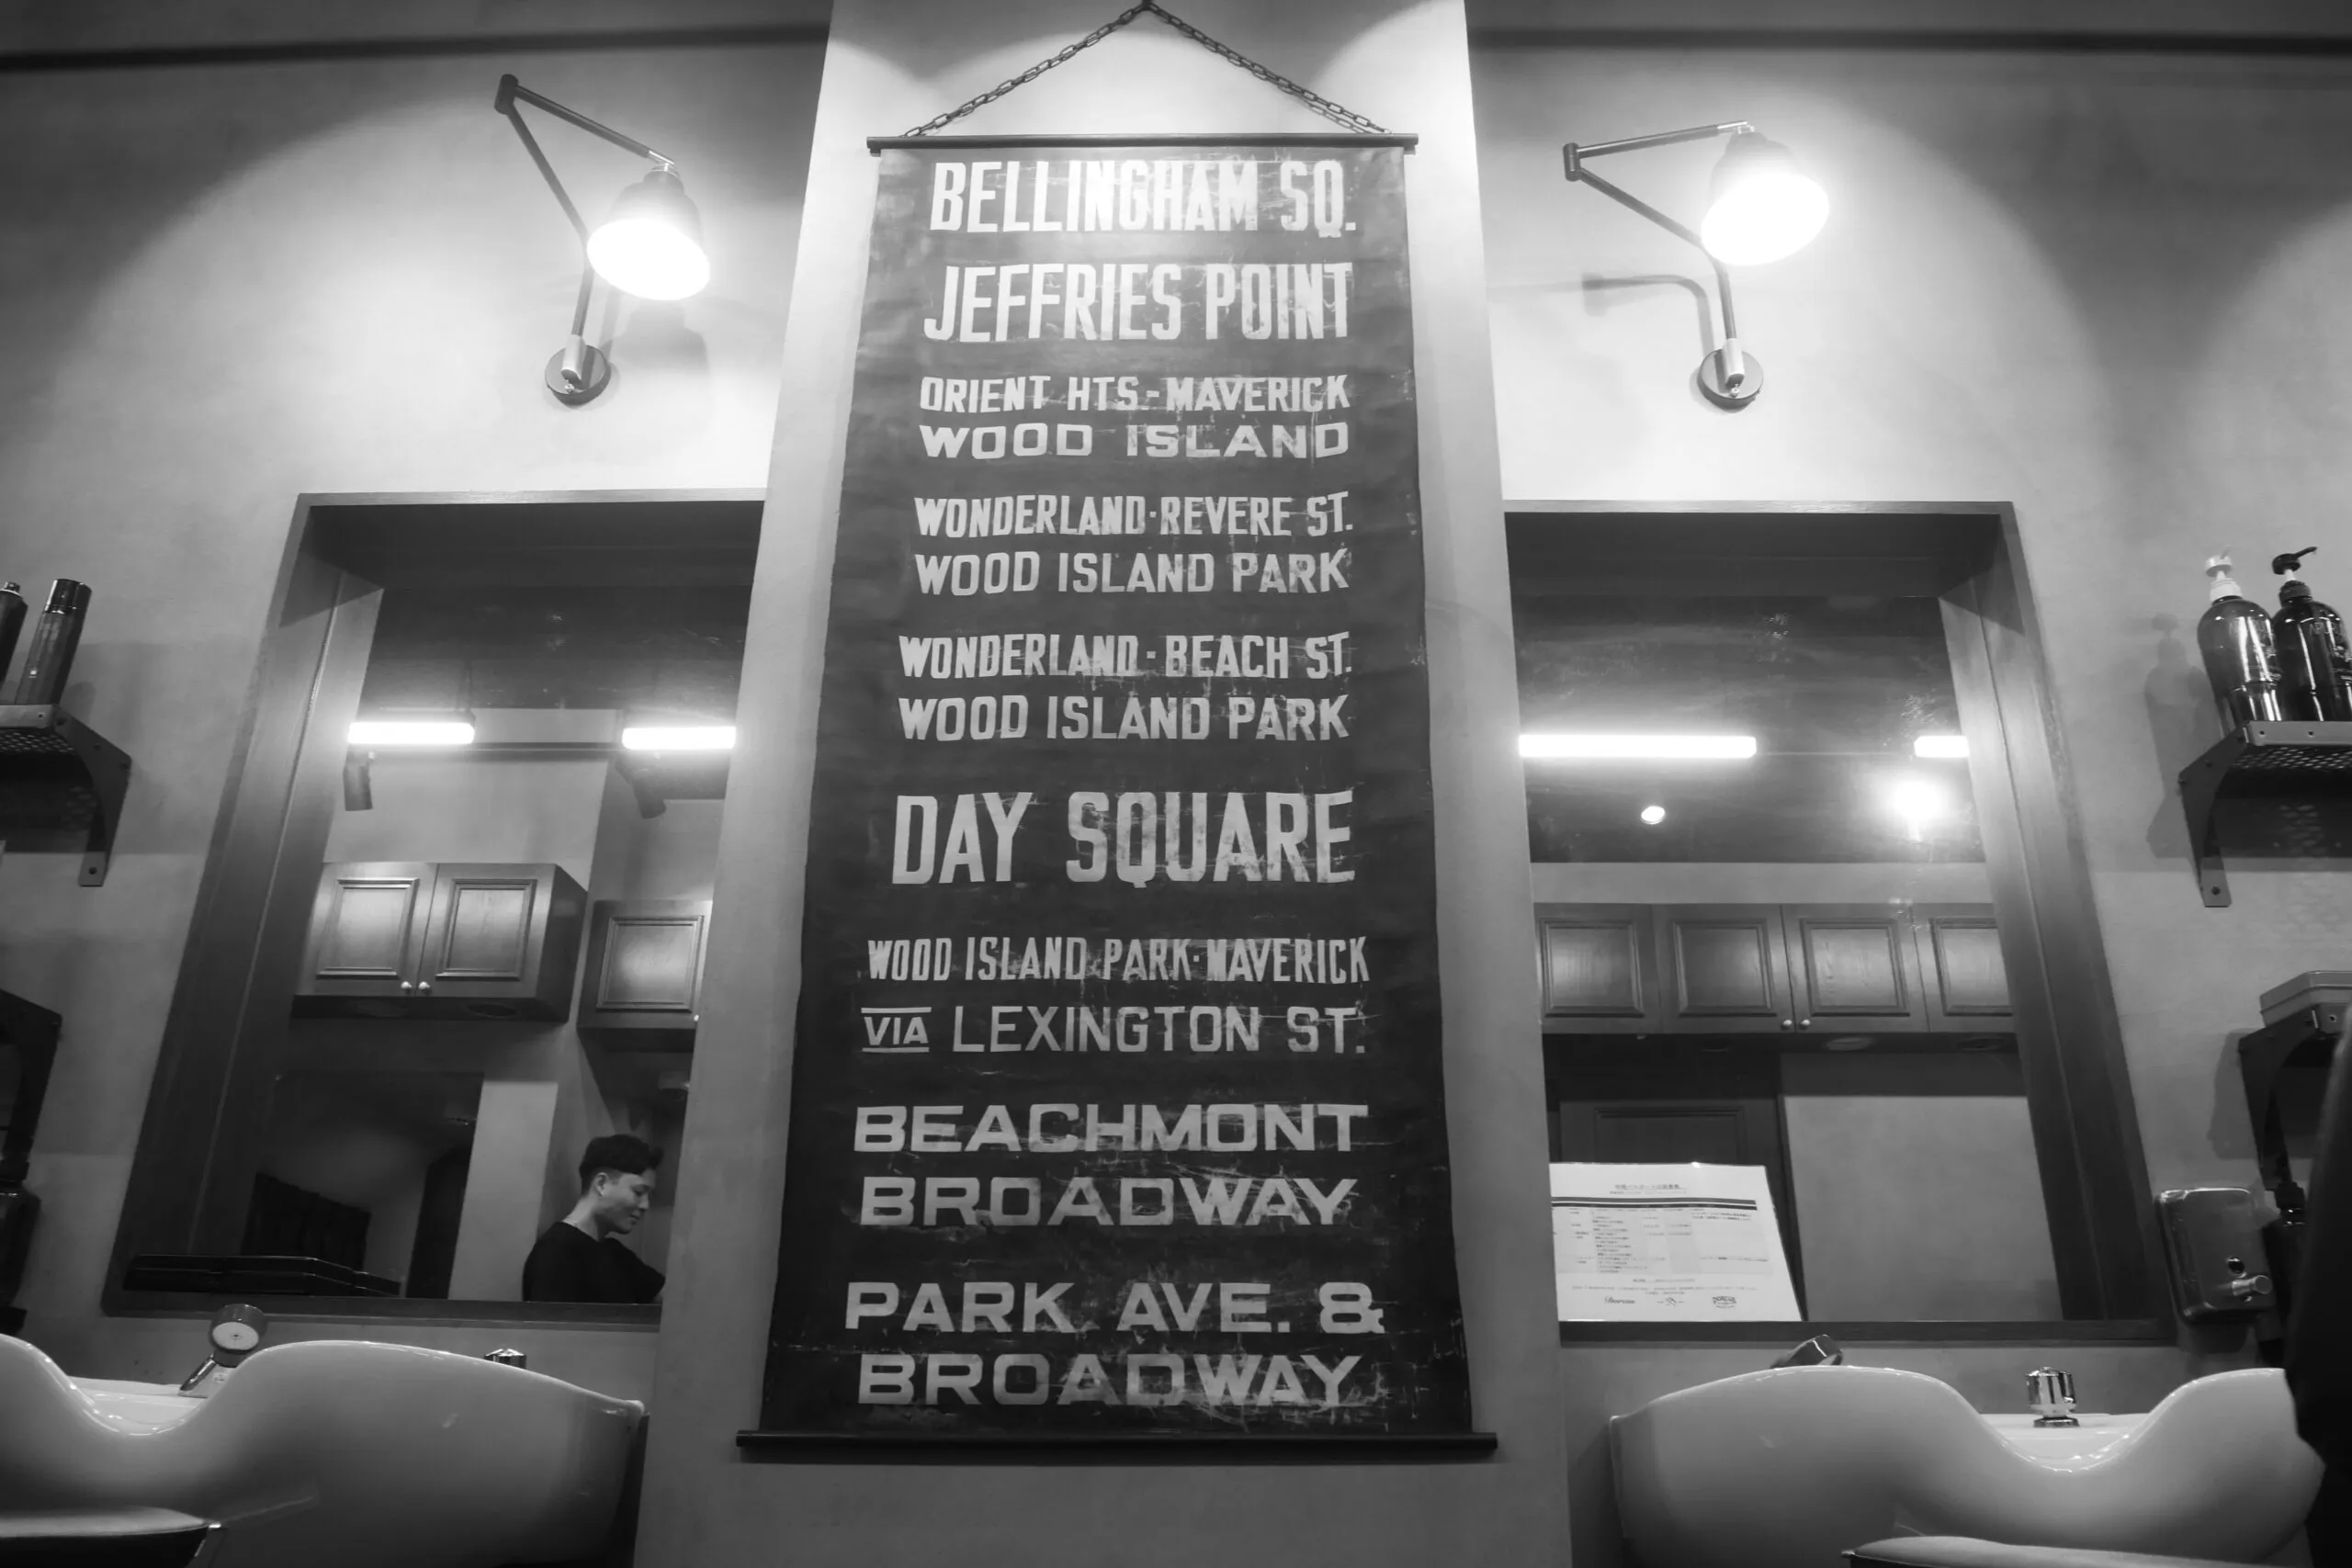 BELLINGHAM SQ.
JEFFRIES POINT
ORIENT HTS-MAVERICK
WOOD ISLAND
WONDERLAND·REVERE ST.
WOOD ISLAND PARK
WONDERLAND·BEACH ST.
WOOD ISLAND PARK
DAY SQUARE
WOOD ISLAND PARK·MAVERICK
VIA LEXINGTON ST.
BEACHMONT
BROADWAY
PARK AVE. &
BROADWAY